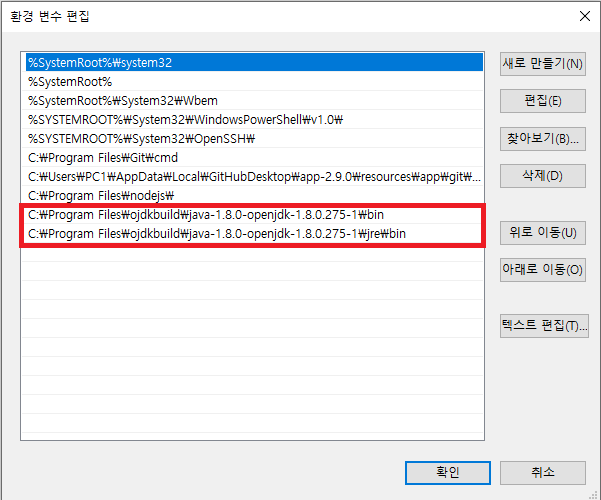 환경 변수 편집
%SystemRoot%₩system32
%SystemRoot%
%SystemRoot%₩System32₩Wbem
%SYSTEMROOT%₩System32₩WindowsPowerShell₩v1.0₩
%SYSTEMROOT%₩System32₩OpenSSH₩
C:₩Program Files₩Git₩cmd
C:₩Users₩PC1₩AppData₩Local₩GitHubDesktop₩app-2.9.0₩resources₩app₩git₩...
C:₩Program Files₩nodejs₩
C:₩Program Files₩ojdkbuild₩java-1.8.0-openjdk-1.8.0.275-1₩bin
C:₩Program Files₩ojdkbuild₩java-1.8.0-openjdk-1.8.0.275-1₩jre₩bin
새로 만들기(N)
편집(E)
찾아보기(B)...
삭제(D)
위로 이동(U)
아래로 이동(O)
텍스트 편집(T)...
확인
취소